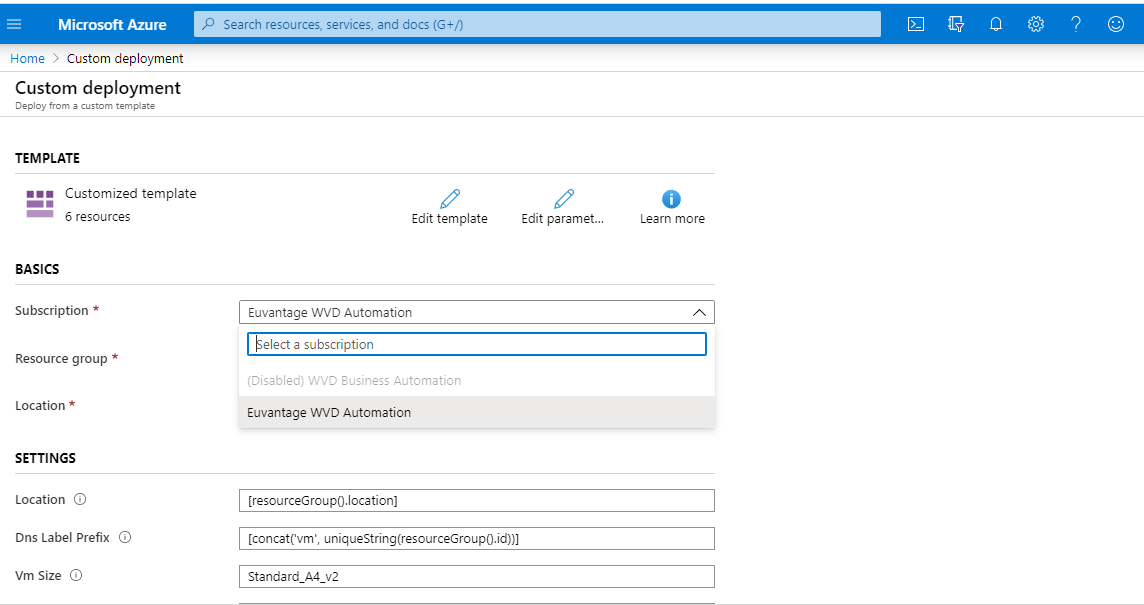 Microsoft Azure
Search resources, services, and docs (G+/)
Home > Custom deployment
Custom deployment
Deploy from a custom template
TEMPLATE
Customized template
6 resources
Edit template
Edit paramet...
Learn more
BASICS
Subscription *
Euvantage WVD Automation
Select a subscription
Resource group *
(Disabled) WVD Business Automation
Location *
Euvantage WVD Automation
SETTINGS
Location
[resourceGroup().location]
Dns Label Prefix
[concat('vm', uniqueString(resourceGroup().id))]
Vm Size
Standard_A4_v2